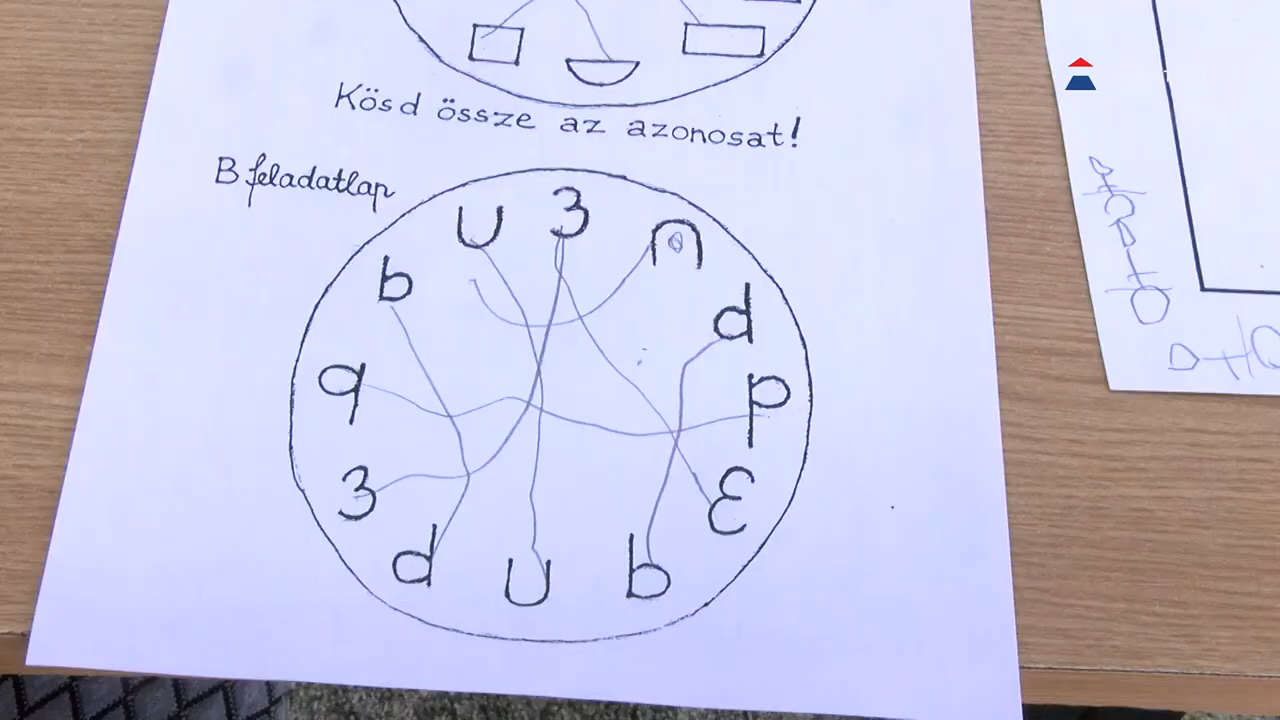 Kösd össze az azonosat!
B feladatlap
U 3 ᑎ
b d
q p
3 Ɛ
d U b